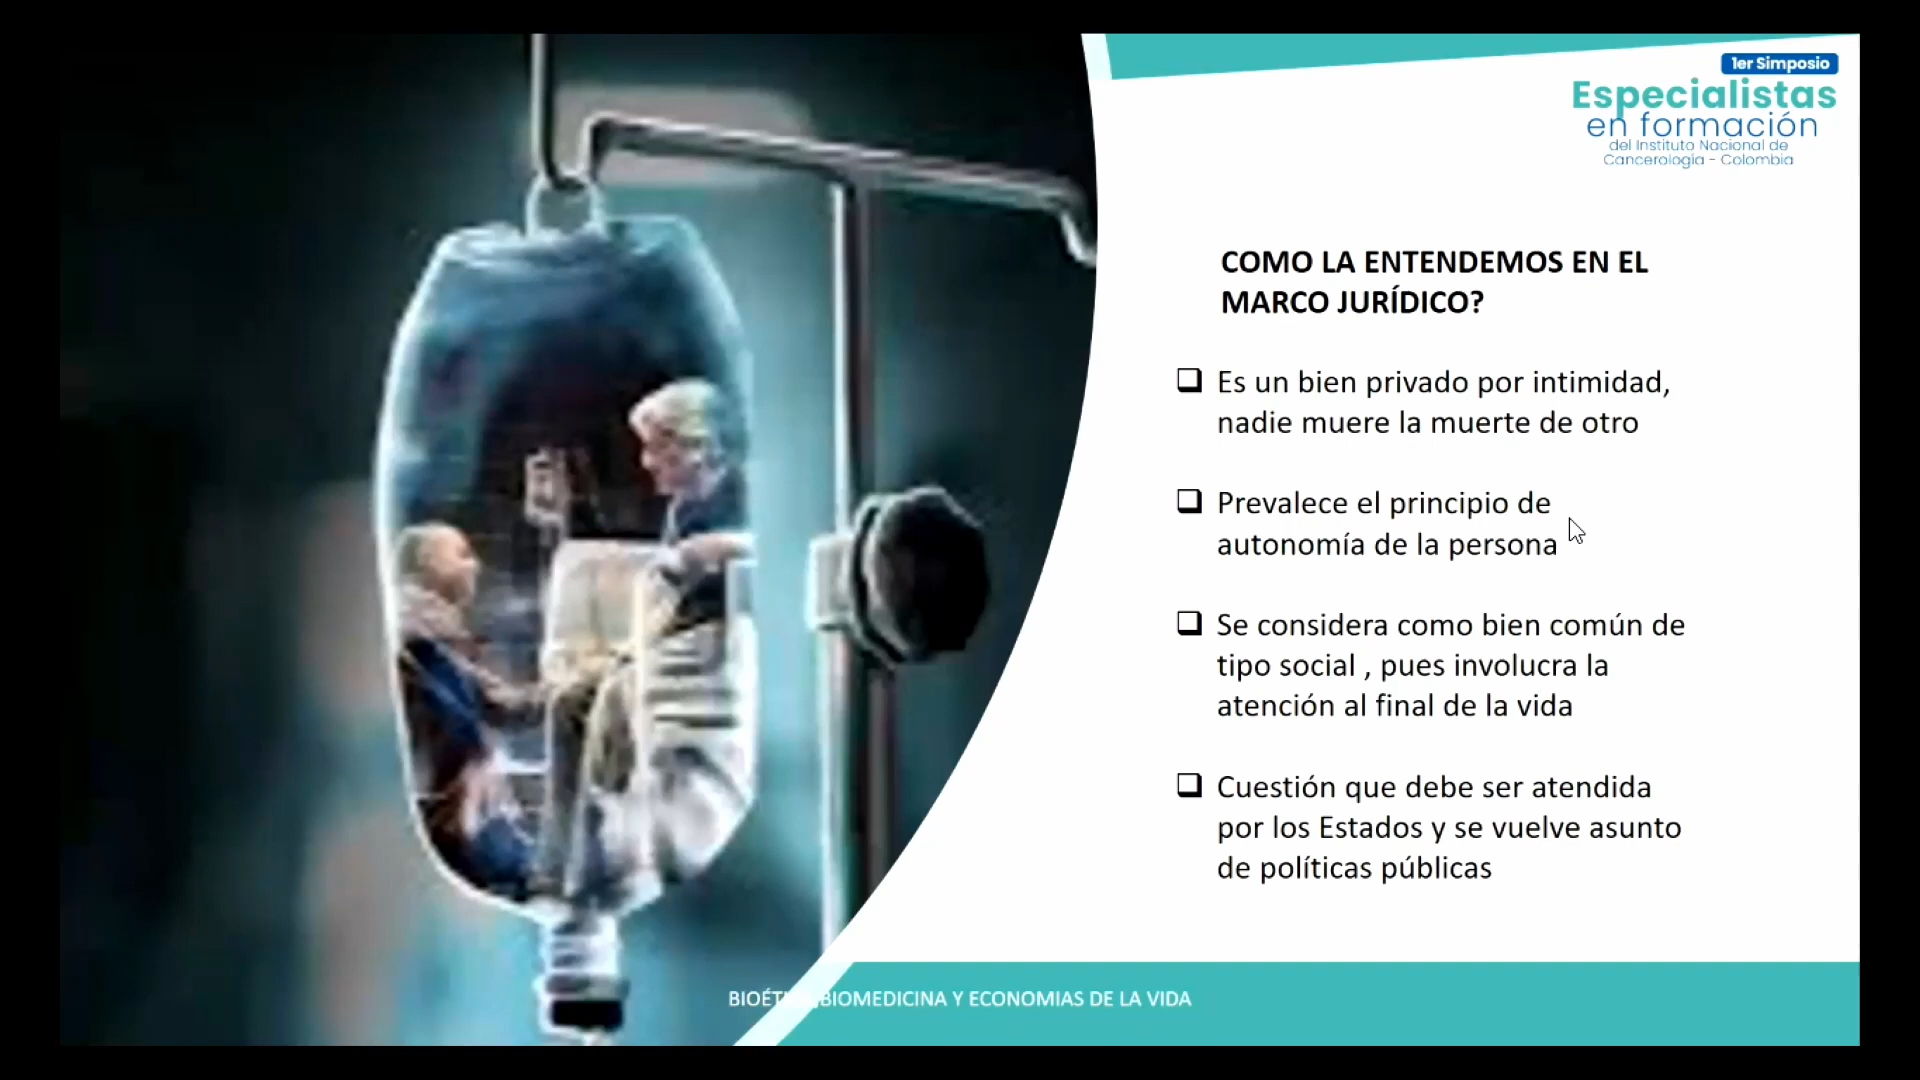 1er Simposio
Especialistas
en formación
del Instituto Nacional de
Cancerología - Colombia
COMO LA ENTENDEMOS EN EL
MARCO JURÍDICO?
Es un bien privado por intimidad,
nadie muere la muerte de otro
Prevalece el principio de
autonomía de la persona
Se considera como bien común de
tipo social , pues involucra la
atención al final de la vida
Cuestión que debe ser atendida
por los Estados y se vuelve asunto
de políticas públicas
BIOMEDICINA Y ECONOMIAS DE LA VIDA